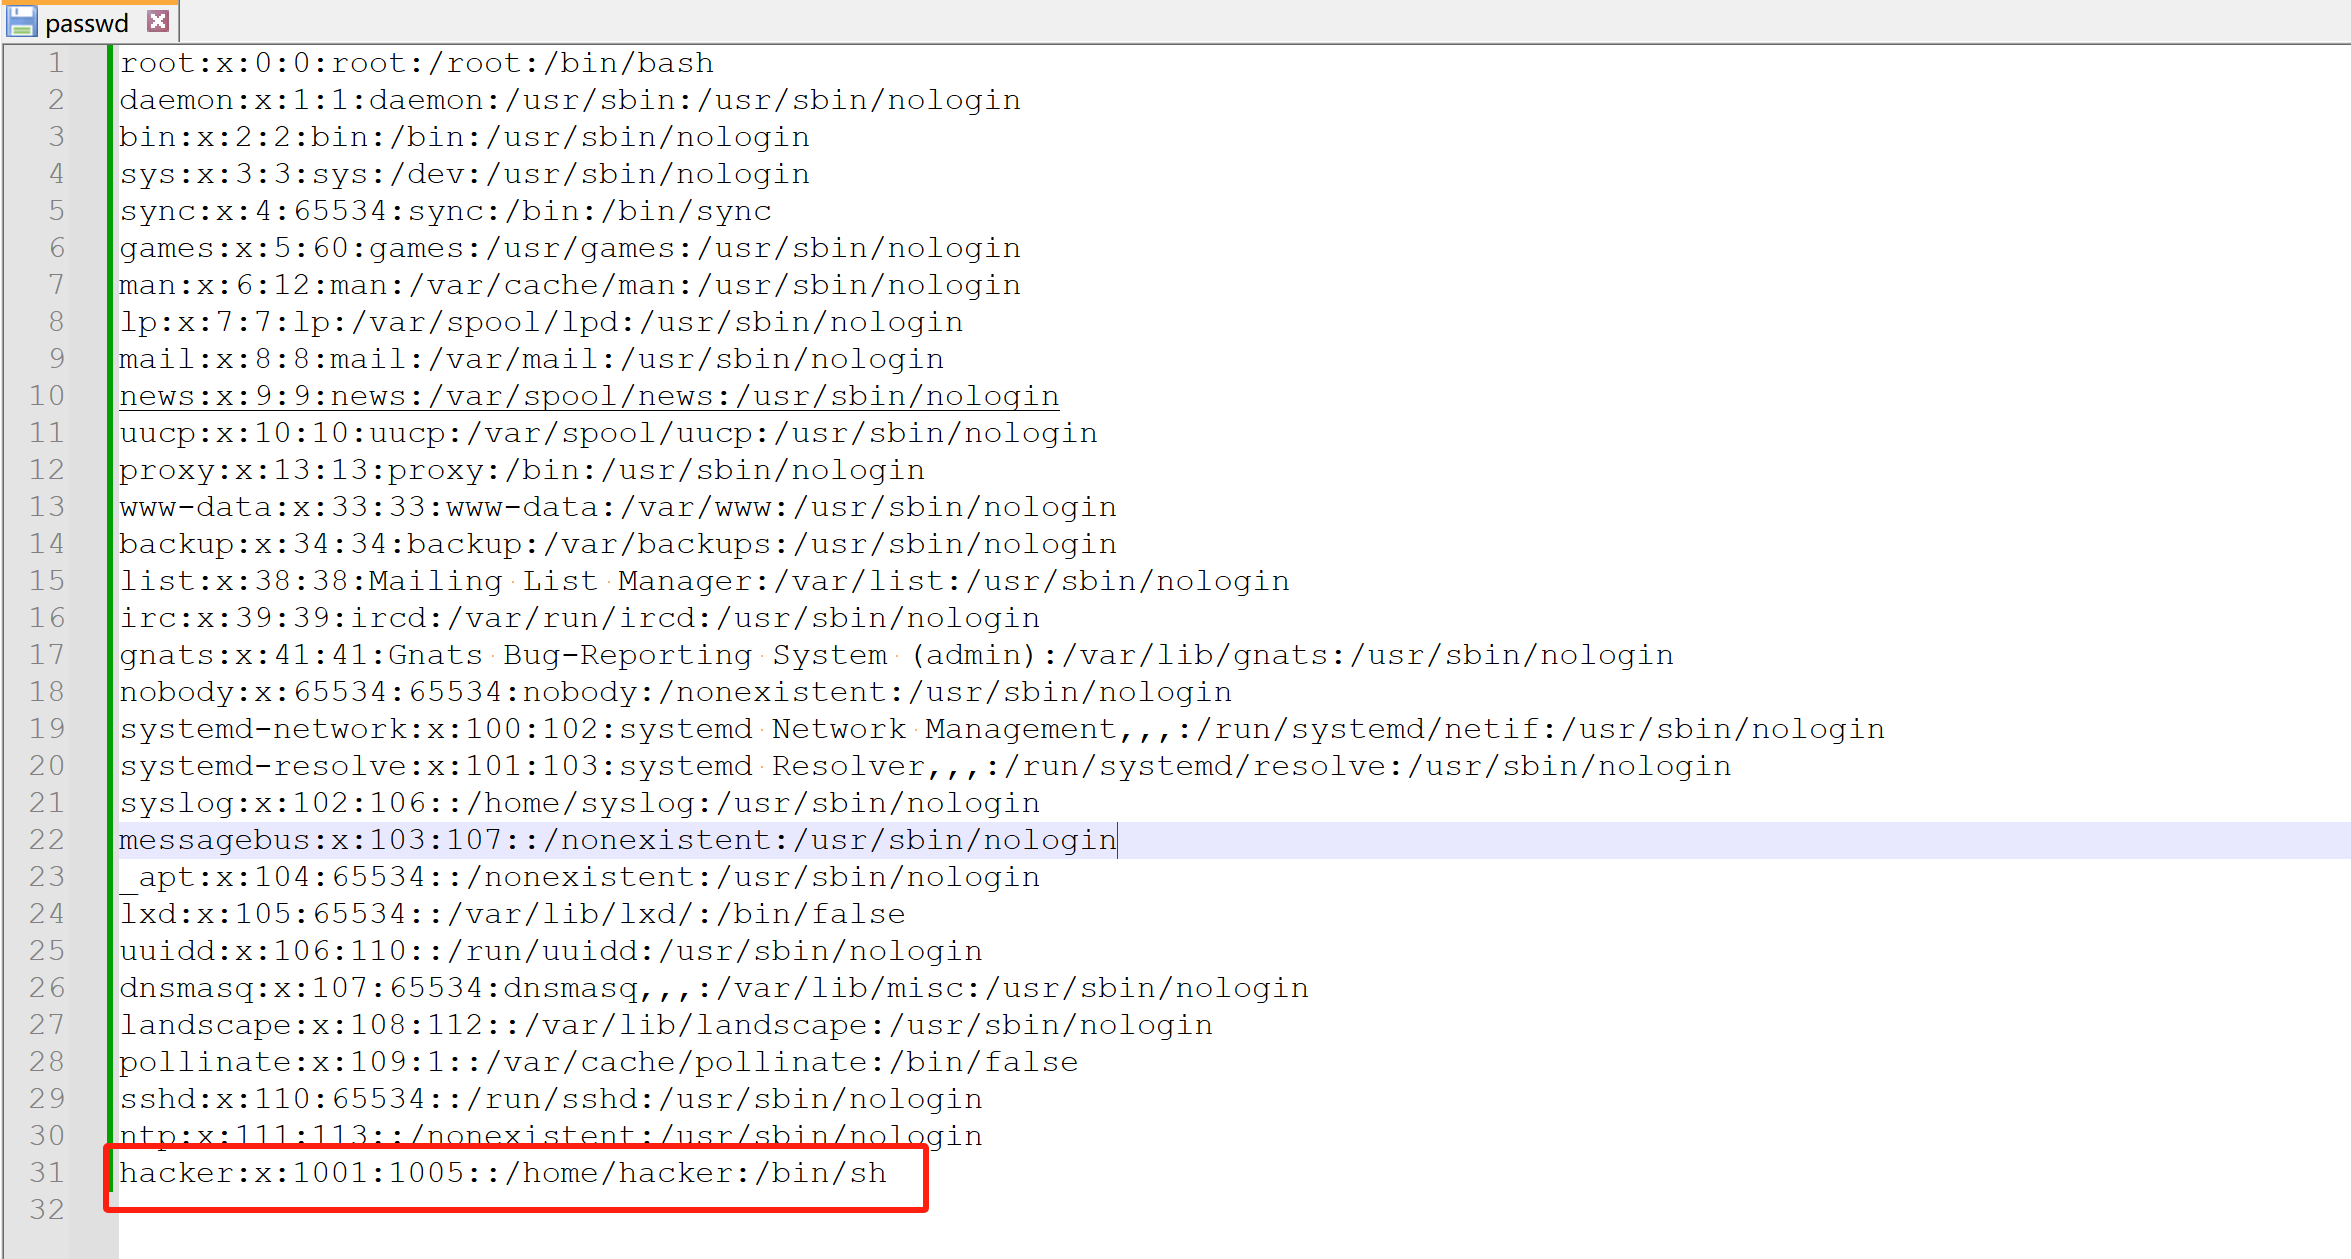 passwd
1 root:x:0:0:root:/root:/bin/bash
2 daemon:x:1:1:daemon:/usr/sbin:/usr/sbin/nologin
3 bin:x:2:2:bin:/bin:/usr/sbin/nologin
4 sys:x:3:3:sys:/dev:/usr/sbin/nologin
5 sync:x:4:65534:sync:/bin:/bin/sync
6 games:x:5:60:games:/usr/games:/usr/sbin/nologin
7 man:x:6:12:man:/var/cache/man:/usr/sbin/nologin
8 lp:x:7:7:lp:/var/spool/lpd:/usr/sbin/nologin
9 mail:x:8:8:mail:/var/mail:/usr/sbin/nologin
10 news:x:9:9:news:/var/spool/news:/usr/sbin/nologin
11 uucp:x:10:10:uucp:/var/spool/uucp:/usr/sbin/nologin
12 proxy:x:13:13:proxy:/bin:/usr/sbin/nologin
13 www-data:x:33:33:www-data:/var/www:/usr/sbin/nologin
14 backup:x:34:34:backup:/var/backups:/usr/sbin/nologin
15 list:x:38:38:Mailing List Manager:/var/list:/usr/sbin/nologin
16 irc:x:39:39:ircd:/var/run/ircd:/usr/sbin/nologin
17 gnats:x:41:41:Gnats Bug-Reporting System (admin):/var/lib/gnats:/usr/sbin/nologin
18 nobody:x:65534:65534:nobody:/nonexistent:/usr/sbin/nologin
19 systemd-network:x:100:102:systemd Network Management,,,:/run/systemd/netif:/usr/sbin/nologin
20 systemd-resolve:x:101:103:systemd Resolver,,,:/run/systemd/resolve:/usr/sbin/nologin
21 syslog:x:102:106::/home/syslog:/usr/sbin/nologin
22 messagebus:x:103:107::/nonexistent:/usr/sbin/nologin
23 _apt:x:104:65534::/nonexistent:/usr/sbin/nologin
24 lxd:x:105:65534::/var/lib/lxd/:/bin/false
25 uuidd:x:106:110::/run/uuidd:/usr/sbin/nologin
26 dnsmasq:x:107:65534:dnsmasq,,,:/var/lib/misc:/usr/sbin/nologin
27 landscape:x:108:112::/var/lib/landscape:/usr/sbin/nologin
28 pollinate:x:109:1::/var/cache/pollinate:/bin/false
29 sshd:x:110:65534::/run/sshd:/usr/sbin/nologin
30 ntp:x:111:113::/nonexistent:/usr/sbin/nologin
31 hacker:x:1001:1005::/home/hacker:/bin/sh
32